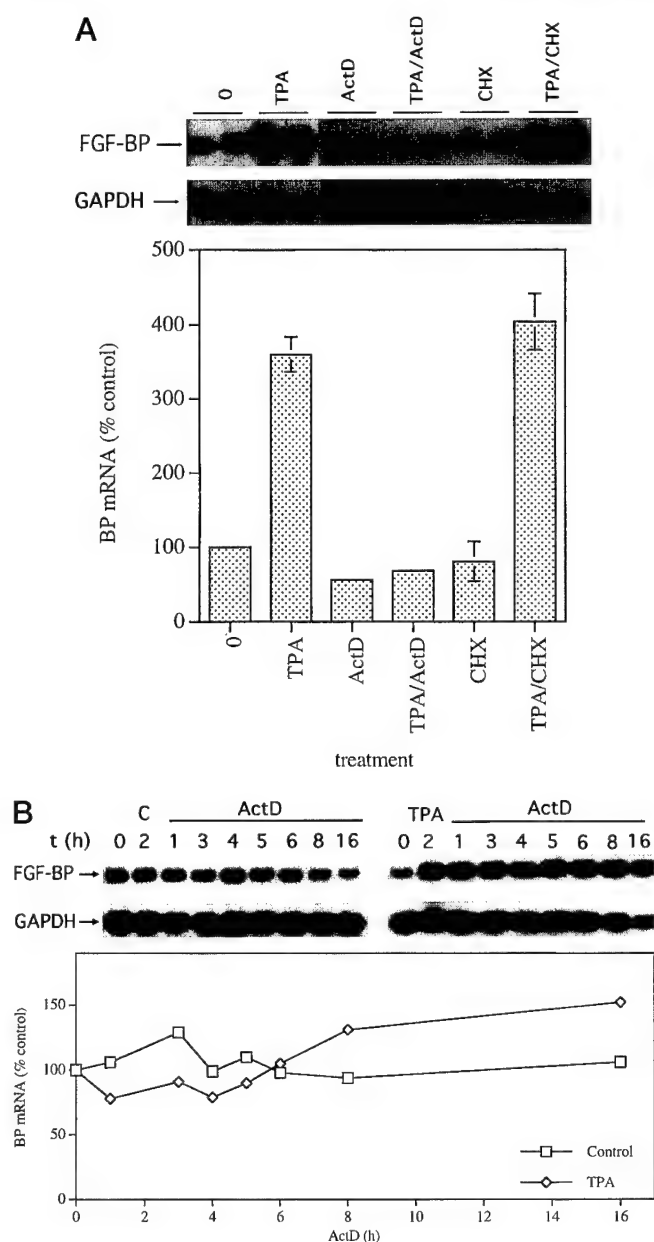 A
0 TPA ActD TPA/ActD CHX TPA/CHX
FGF-BP
GAPDH
BP mRNA (% control)
500
400
300
200
100
0
0 TPA ActD TPA/ActD CHX TPA/CHX
treatment
B
C ActD TPA ActD
t (h) 0 2 1 3 4 5 6 8 16 0 2 1 3 4 5 6 8 16
FGF-BP
GAPDH
BP mRNA (% control)
150
100
50
0
Control
TPA
0 2 4 6 8 10 12 14 16
ActD (h)